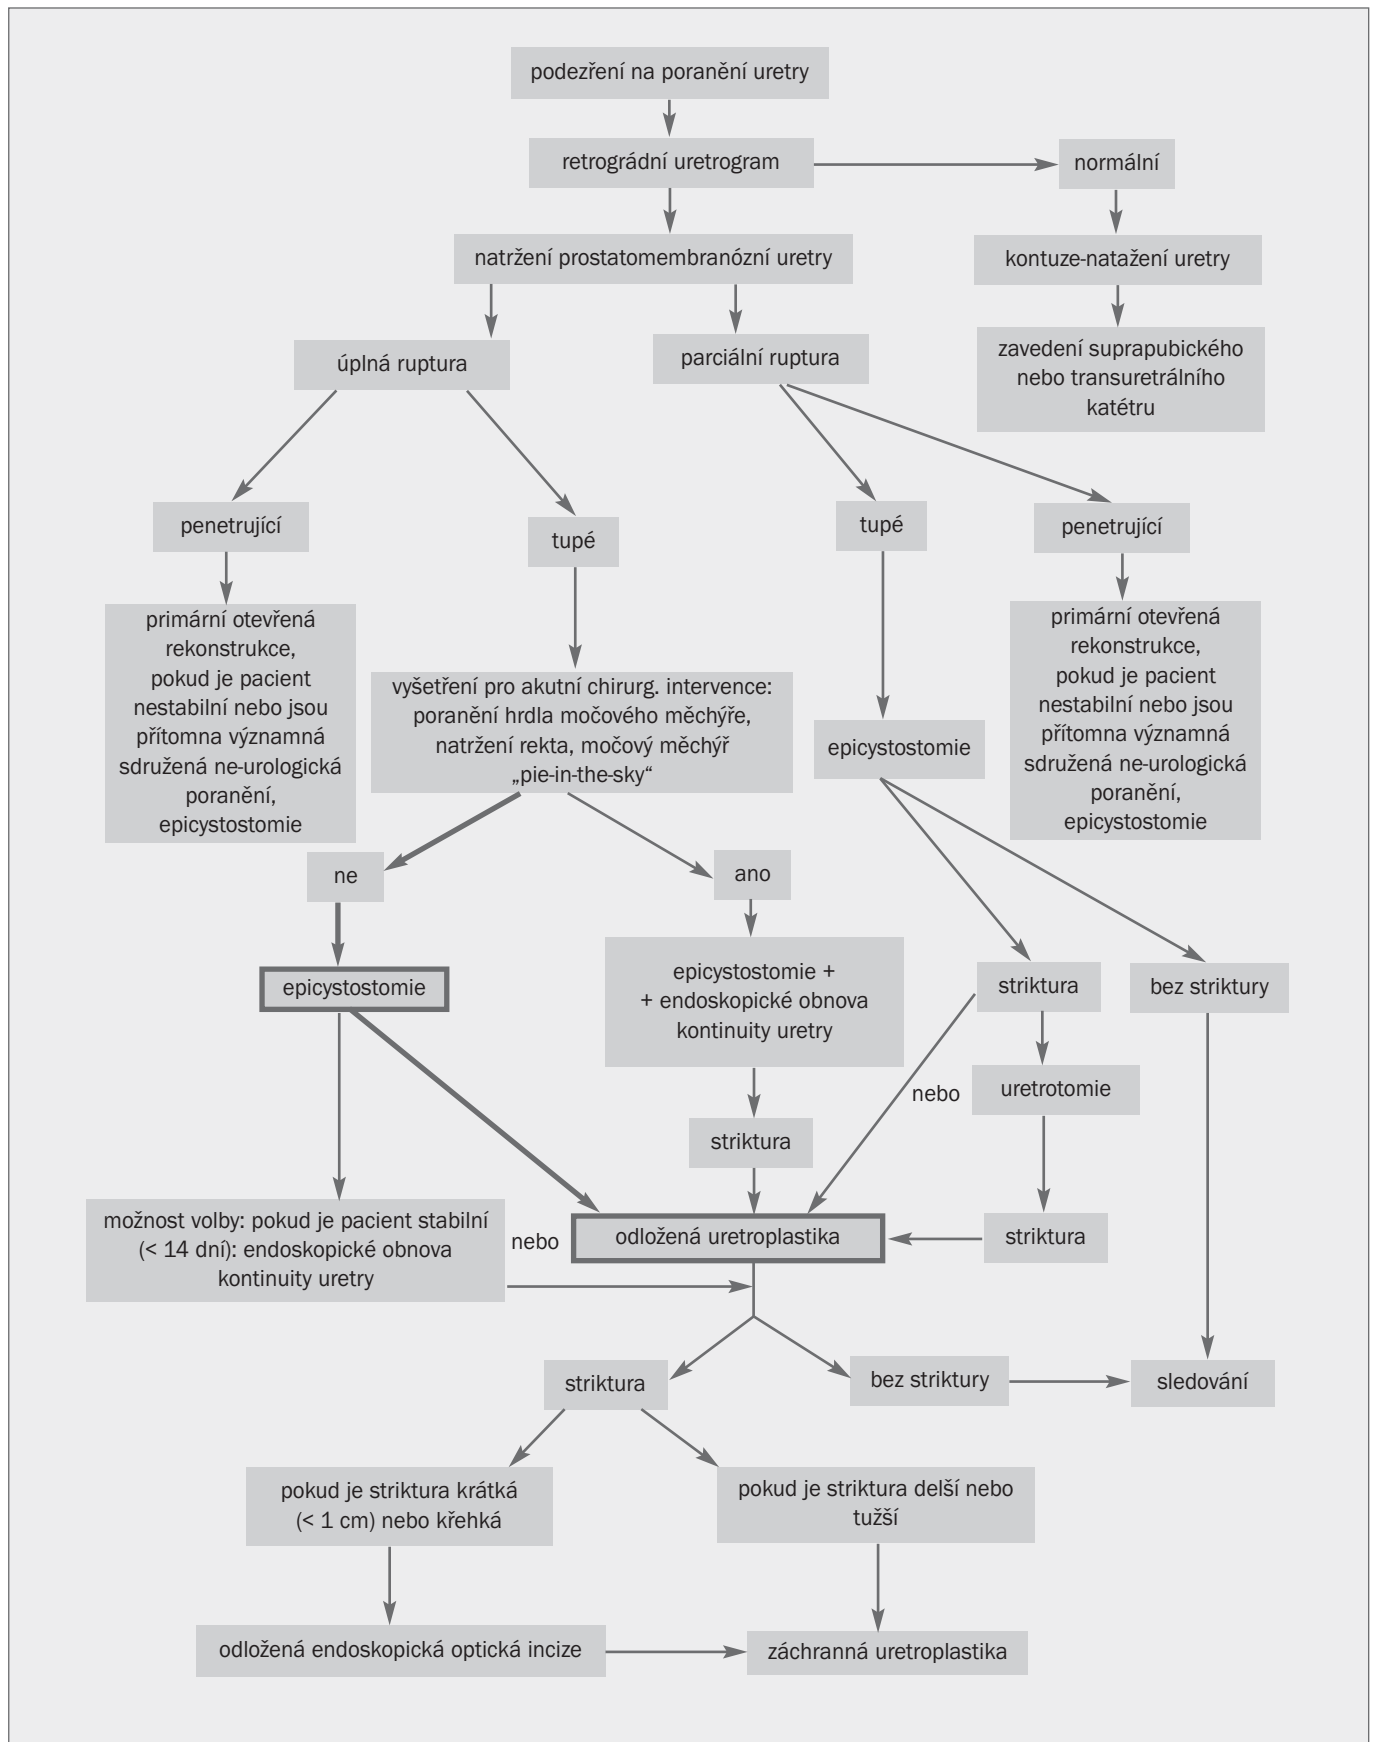 podezření na poranění uretry
retrográdní uretrogram
normální
natržení prostatomembranózní uretry
kontuze-natažení uretry
úplná ruptura
parciální ruptura
zavedení suprapubického
nebo transuretrálního
katétru
penetrující
tupé
tupé
penetrující
primární otevřená
rekonstrukce,
pokud je pacient
nestabilní nebo jsou
přítomna významná
sdružená ne-urologická
poranění,
epicystostomie
vyšetření pro akutní chirurg. intervence:
poranění hrdla močového měchýře,
natržení rekta, močový měchýř
„pie-in-the-sky“
epicystostomie
primární otevřená
rekonstrukce,
pokud je pacient
nestabilní nebo jsou
přítomna významná
sdružená ne-urologická
poranění,
epicystostomie
ne
ano
epicystostomie
epicystostomie +
+ endoskopické obnova
kontinuity uretry
striktura
bez striktury
nebo
uretrotomie
striktura
možnost volby: pokud je pacient stabilní
(< 14 dní): endoskopické obnova
kontinuity uretry
nebo
odložená uretroplastika
striktura
striktura
bez striktury
sledování
pokud je striktura krátká
(< 1 cm) nebo křehká
pokud je striktura delší nebo
tužší
odložená endoskopická optická incize
záchranná uretroplastika